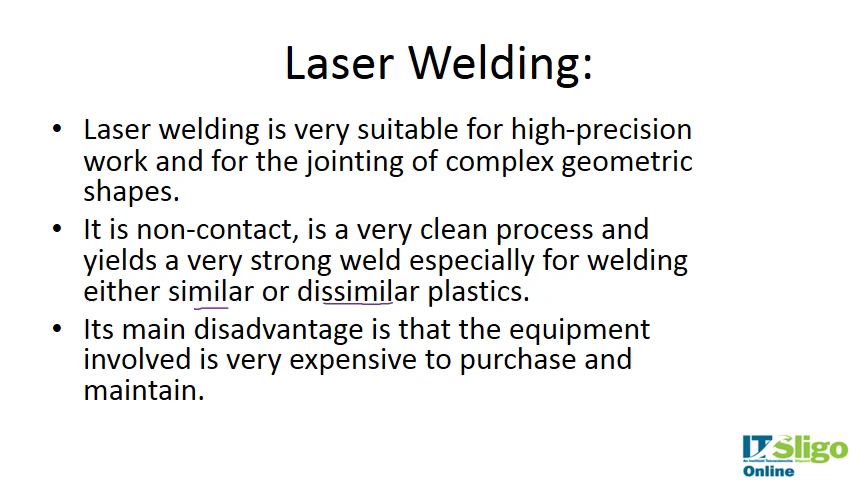 Laser Welding:
• Laser welding is very suitable for high-precision
work and for the jointing of complex geometric
shapes.
• It is non-contact, is a very clean process and
yields a very strong weld especially for welding
either similar or dissimilar plastics.
• Its main disadvantage is that the equipment
involved is very expensive to purchase and
maintain.
IT Sligo
Online